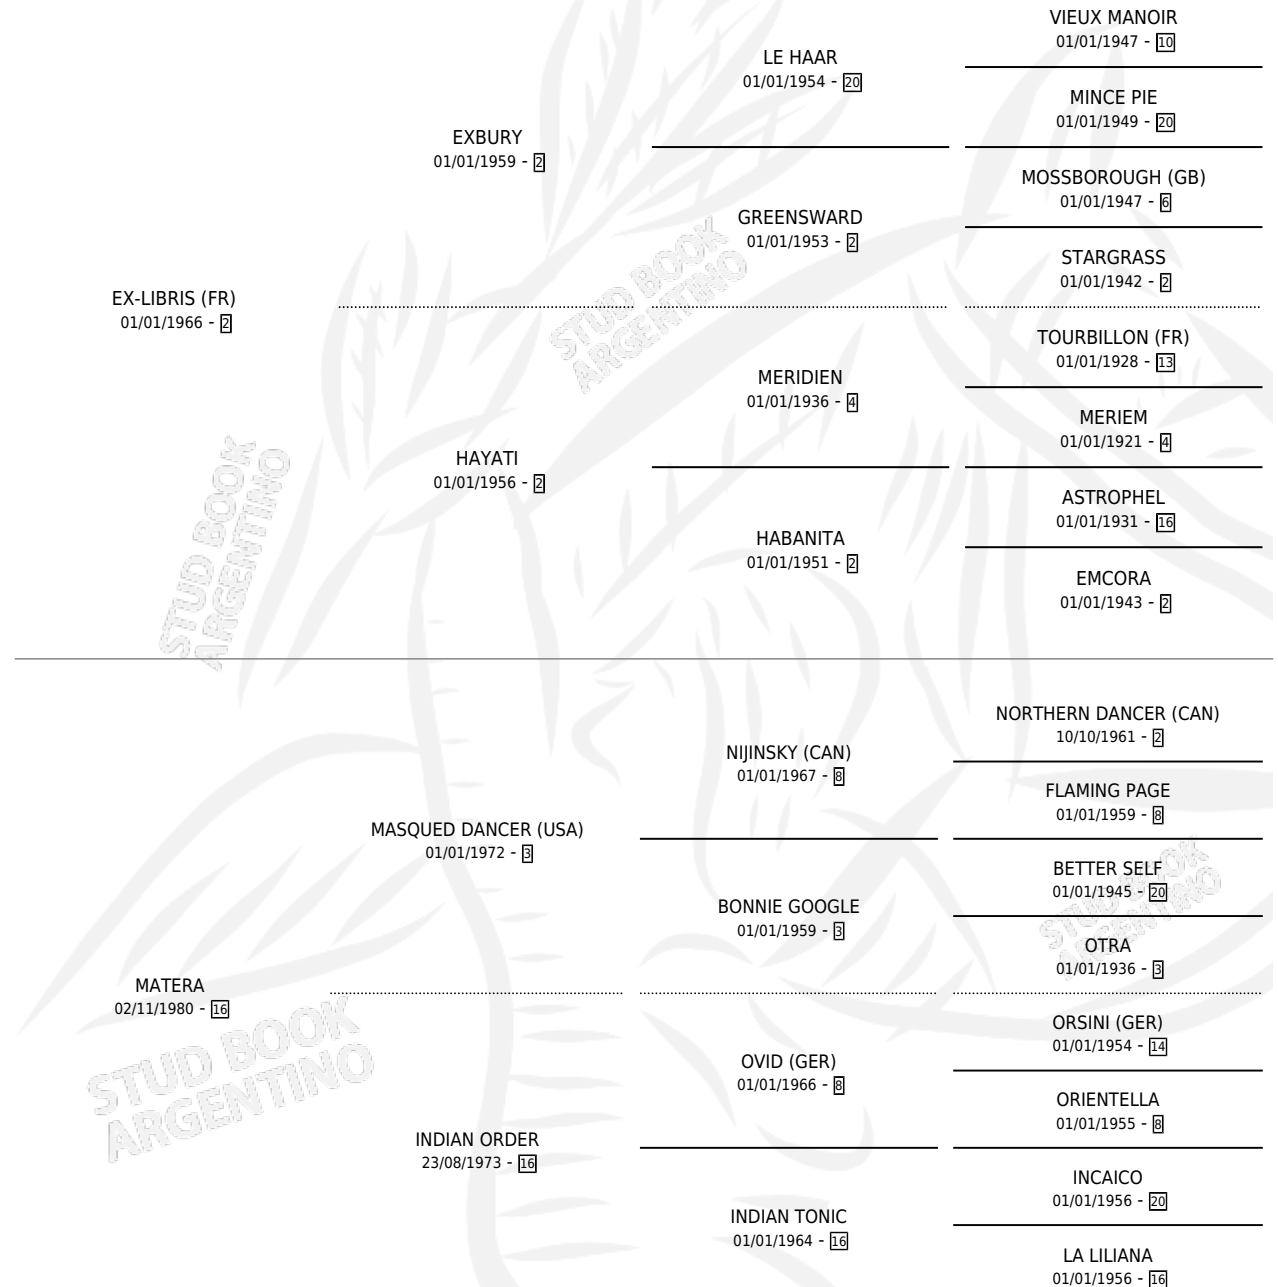 VIEUX MANOIR
01/01/1947 - 10
LE HAAR
01/01/1954 - 20
MINCE PIE
01/01/1949 - 20
EXBURY
01/01/1959 - 2
MOSSBOROUGH (GB)
01/01/1947 - 6
GREENSWARD
01/01/1953 - 2
STARGRASS
01/01/1942 - 2
EX-LIBRIS (FR)
01/01/1966 - 2
STUD BOOK
ARGENTINO
TOURBILLON (FR)
01/01/1928 - 13
MERIDIEN
01/01/1936 - 4
MERIEM
01/01/1921 - 4
HAYATI
01/01/1956 - 2
ASTROPHEL
01/01/1931 - 16
HABANITA
01/01/1951 - 2
EMCORA
01/01/1943 - 2
STUD BOOK
ARGENTINO
NORTHERN DANCER (CAN)
10/10/1961 - 2
NIJINSKY (CAN)
01/01/1967 - 8
FLAMING PAGE
01/01/1959 - 8
MASQUED DANCER (USA)
01/01/1972 - 3
BETTER SELF
01/01/1945 - 20
BONNIE GOOGLE
01/01/1959 - 3
STUD BOOK
ARGENTINO
OTRA
01/01/1936 - 3
MATERA
02/11/1980 - 16
STUD BOOK
ARGENTINO
ORSINI (GER)
01/01/1954 - 14
OVID (GER)
01/01/1966 - 8
ORIENTELLA
01/01/1955 - 8
INDIAN ORDER
23/08/1973 - 16
INCAICO
01/01/1956 - 20
INDIAN TONIC
01/01/1964 - 16
LA LILIANA
01/01/1956 - 16